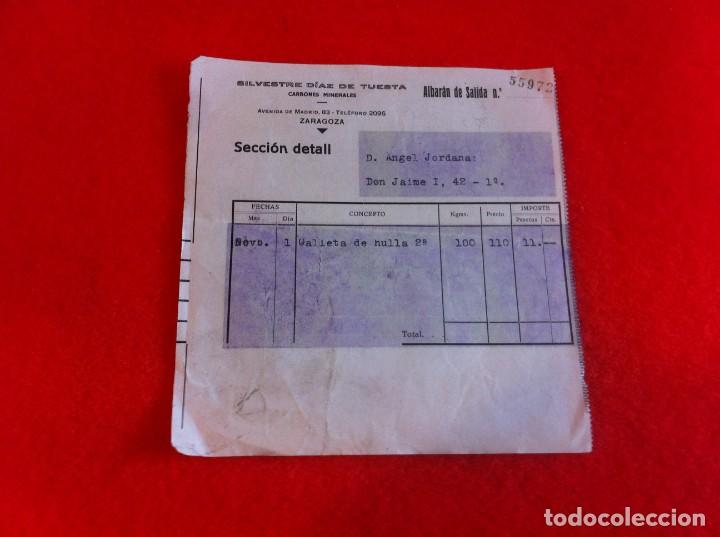 SILVESTRE DÍAZ DE TUESTA
CARBONES MINERALES
AVENIDA DE MADRID, 83 - TELÉFONO 2095
ZARAGOZA
Albarán de Salida n.º 55972
Sección detall
D. Angel Jordana:
Don Jaime I, 42 - 1º.
FECHAS CONCEPTO Kgms. Precio IMPORTE
Mes Día Pesetas Cts.
Novb. 1 Galleta de hulla 2ª 100 110 11.--
Total.
todocoleccion.net